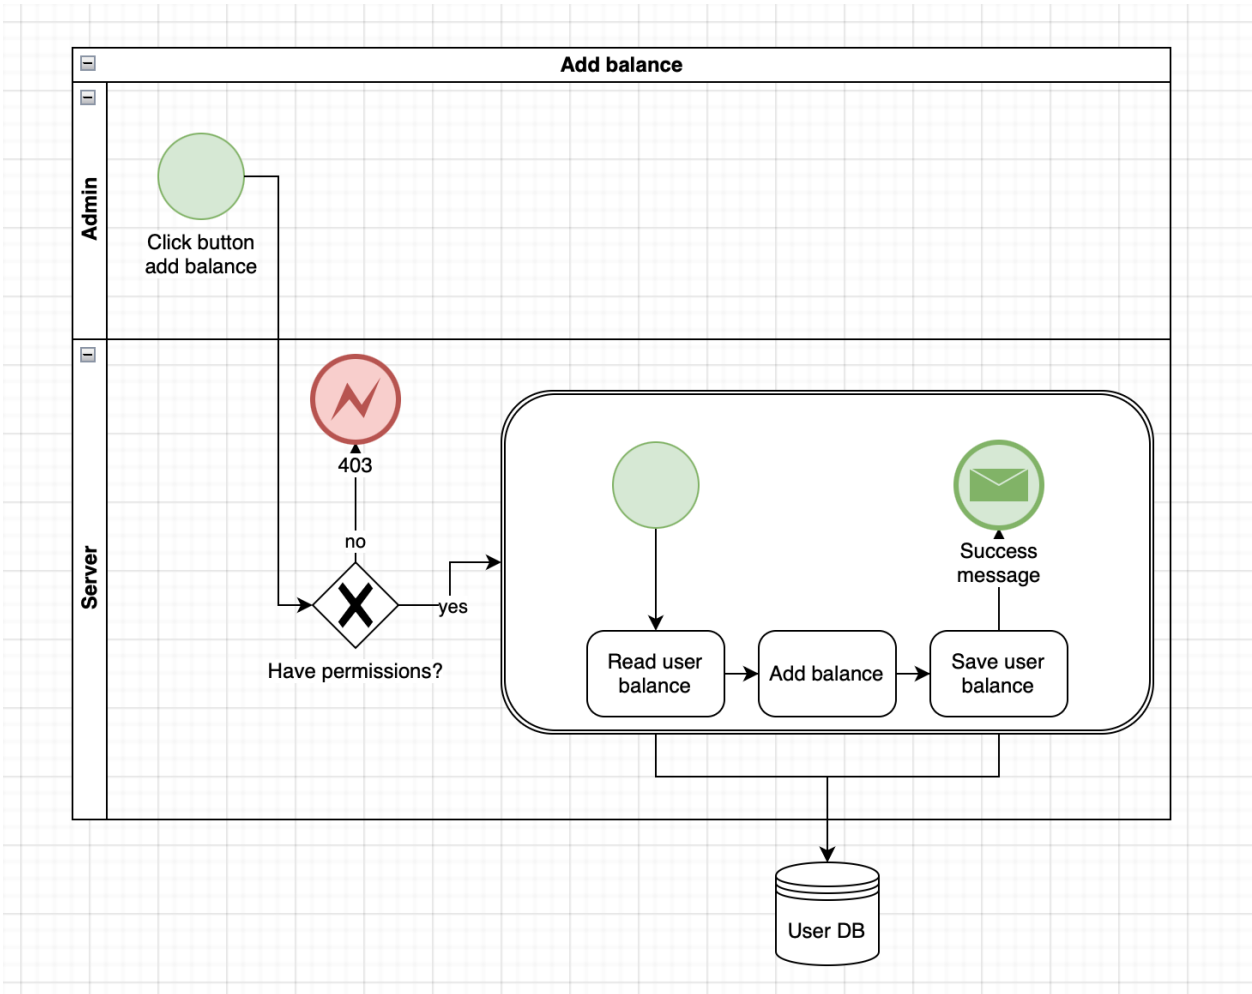 Add balance
Admin
Click button
add balance
Server
403
no
yes
Have permissions?
Success
message
Read user
balance
Add balance
Save user
balance
User DB